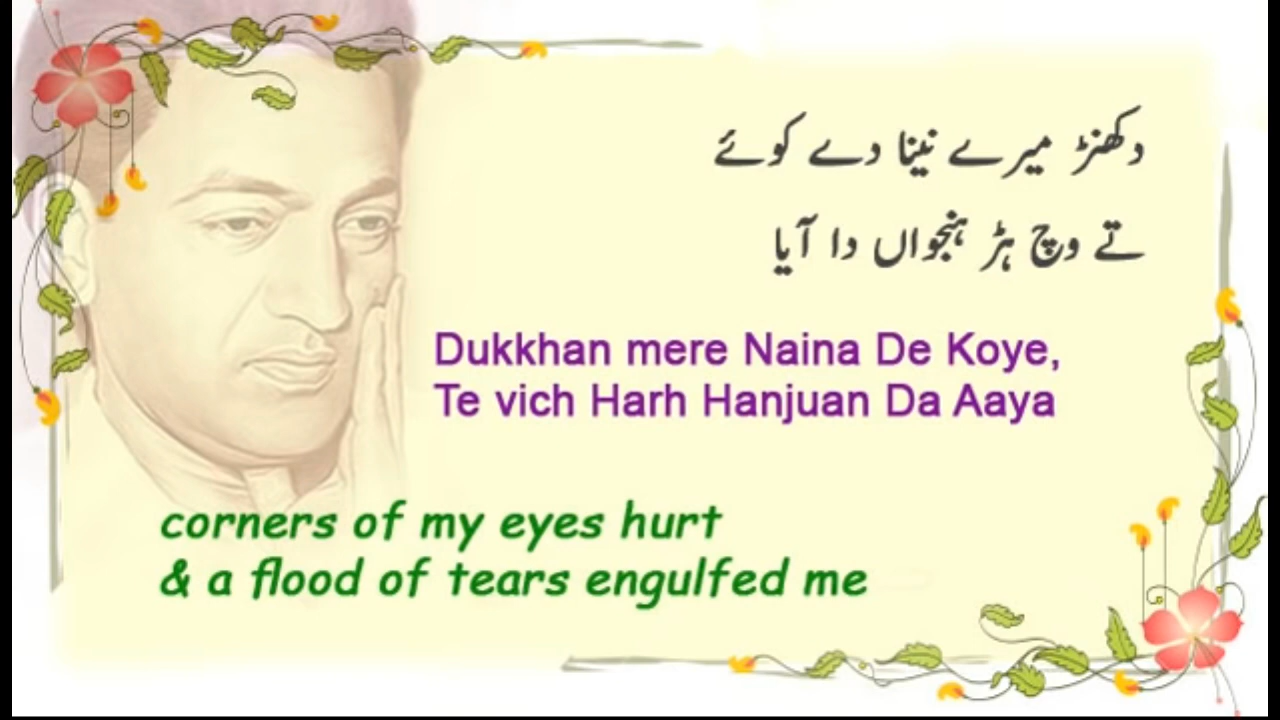 دکھنڑ میرے نینا دے کوئے
تے وچ ہڑ ہنجواں دا آیا
Dukkhan mere Naina De Koye,
Te vich Harh Hanjuan Da Aaya
corners of my eyes hurt
& a flood of tears engulfed me